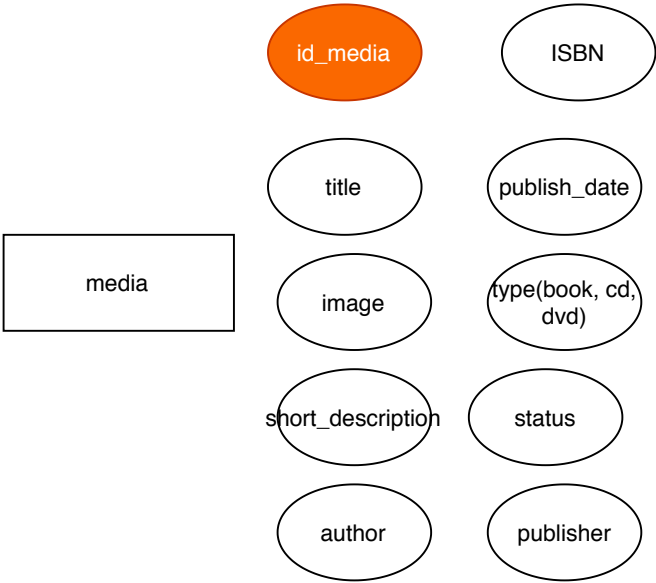 id_media
ISBN
title
publish_date
media
image
type(book, cd,
dvd)
short_description
status
author
publisher